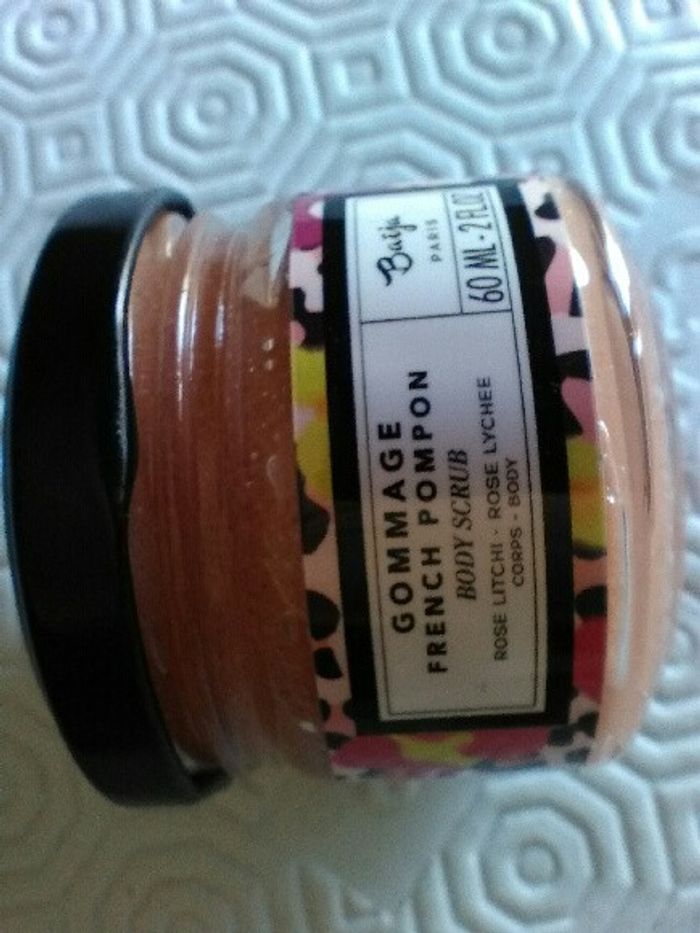 Baïja
PARIS
60 ML - 2 FL.OZ
GOMMAGE
FRENCH POMPON
BODY SCRUB
ROSE LITCHI - ROSE LYCHEE
CORPS - BODY